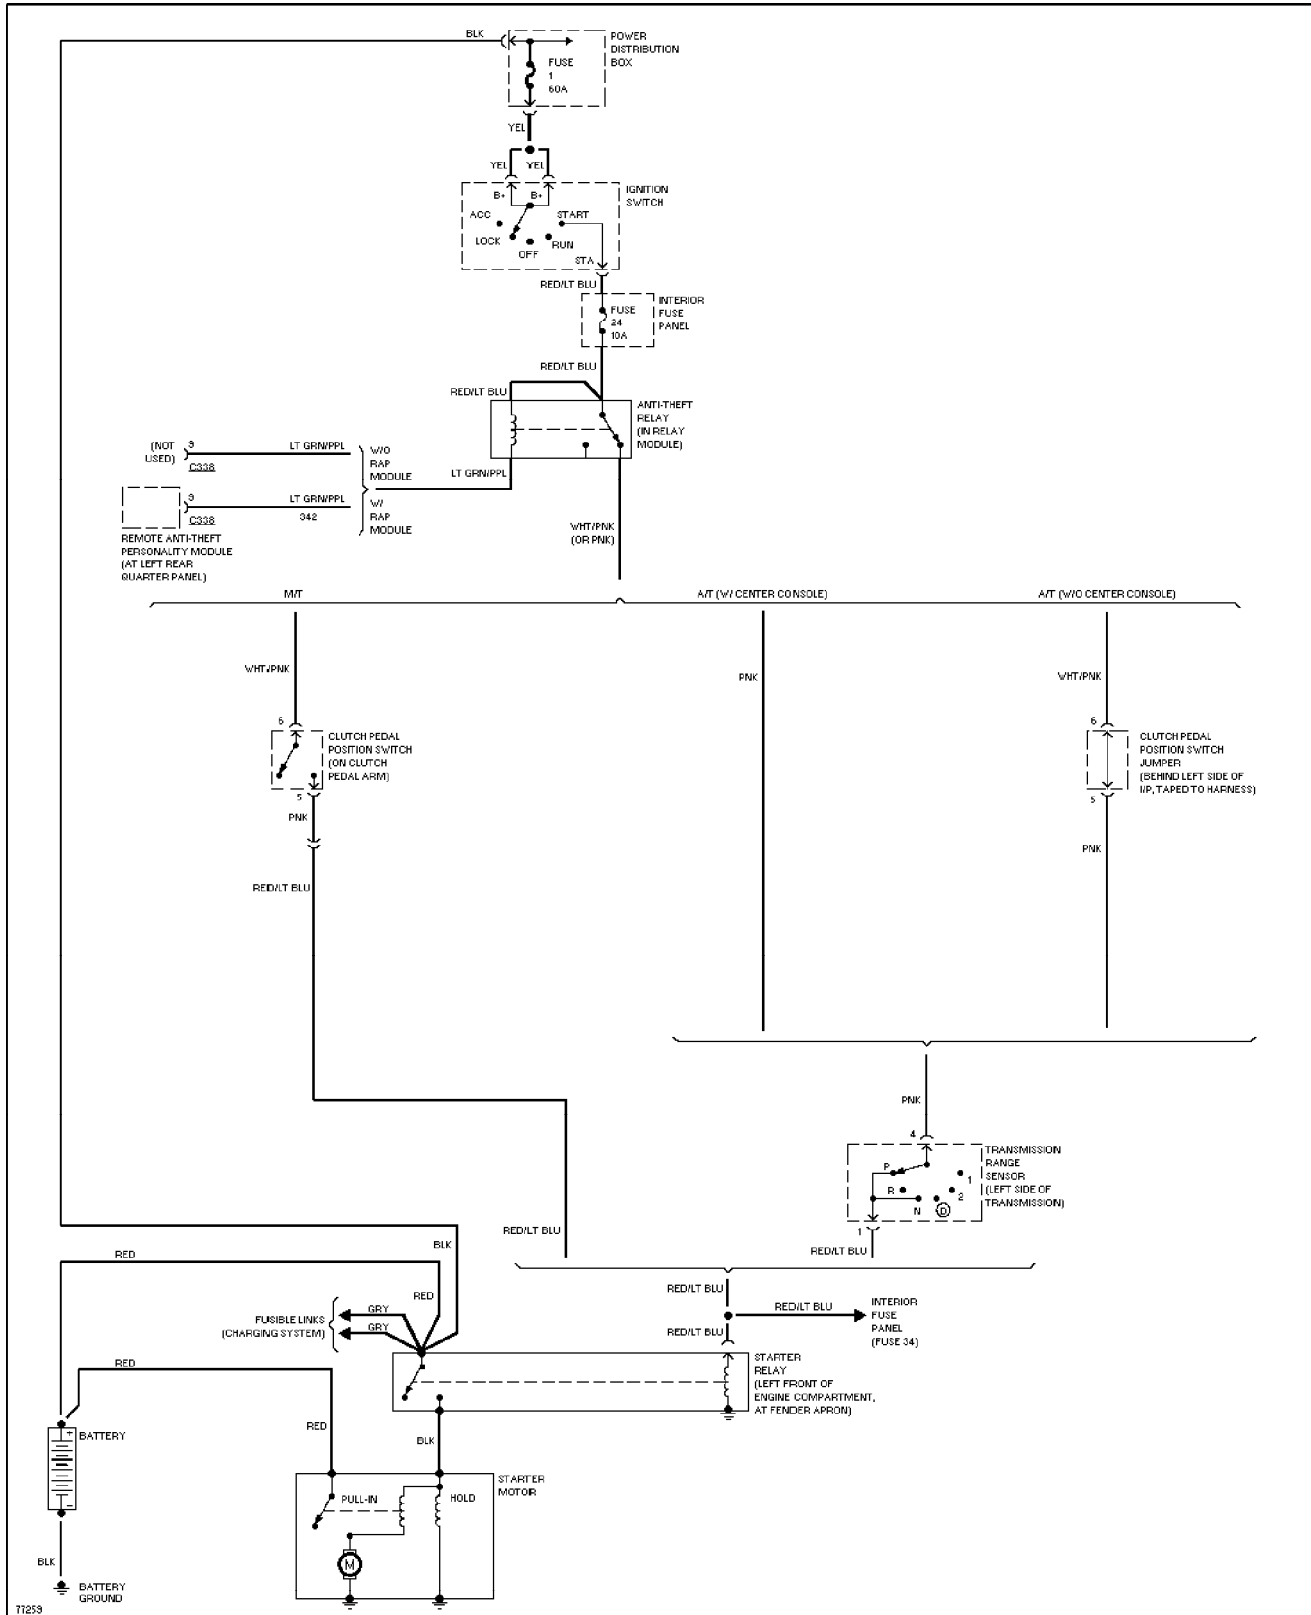 BLK
POWER
DISTRIBUTION
BOX
FUSE
1
60A
YEL
YEL
YEL
B+
B+
IGNITION
SWITCH
ACC
START
LOCK
OFF
RUN
STA
RED/LT BLU
FUSE
24
10A
INTERIOR
FUSE
PANEL
RED/LT BLU
RED/LT BLU
ANTI-THEFT
RELAY
(IN RELAY
MODULE)
(NOT
USED)
9
C338
LT GRN/PPL
W/O
RAP
MODULE
LT GRN/PPL
9
C338
LT GRN/PPL
342
W/
RAP
MODULE
REMOTE ANTI-THEFT
PERSONALITY MODULE
(AT LEFT REAR
QUARTER PANEL)
WHT/PNK
(OR PNK)
M/T
A/T (W/ CENTER CONSOLE)
A/T (W/O CENTER CONSOLE)
WHT/PNK
PNK
WHT/PNK
6
CLUTCH PEDAL
POSITION SWITCH
(ON CLUTCH
PEDAL ARM)
5
PNK
6
CLUTCH PEDAL
POSITION SWITCH
JUMPER
(BEHIND LEFT SIDE OF
I/P, TAPED TO HARNESS)
5
PNK
RED/LT BLU
PNK
4
TRANSMISSION
RANGE
SENSOR
(LEFT SIDE OF
TRANSMISSION)
P
R
N
D
2
1
1
RED/LT BLU
RED/LT BLU
BLK
RED
RED
RED/LT BLU
RED/LT BLU
INTERIOR
FUSE
PANEL
(FUSE 34)
RED/LT BLU
FUSIBLE LINKS
(CHARGING SYSTEM)
GRY
GRY
STARTER
RELAY
(LEFT FRONT OF
ENGINE COMPARTMENT,
AT FENDER APRON)
RED
RED
BLK
+
BATTERY
-
STARTER
MOTOR
PULL-IN
HOLD
M
BLK
BATTERY
GROUND
77259